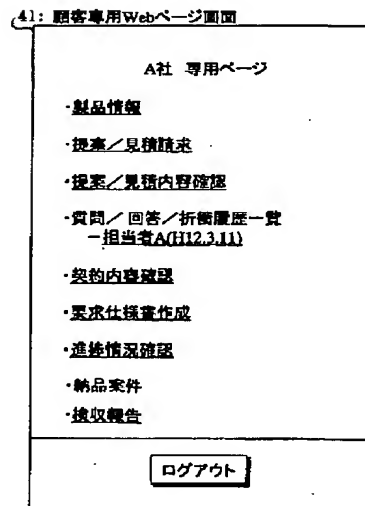 41: 顧客専用Webページ画面
A社 専用ページ
・製品情報
・提案／見積請求
・提案／見積内容確認
・質問／回答／折衝履歴一覧
－担当者A(H12.3.11)
・契約内容確認
・要求仕様書作成
・進捗情況確認
・納品案件
・検収報告
ログアウト